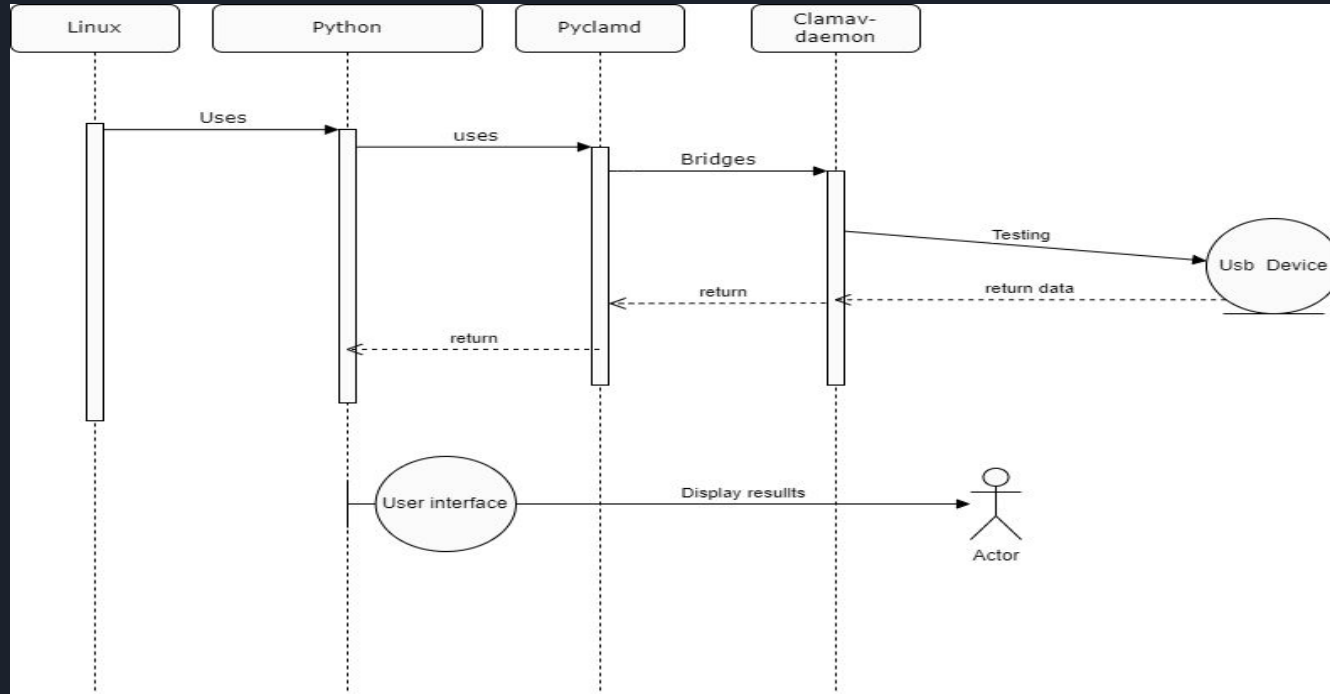 Linux
Python
Pyclamd
Clamav-
daemon
Uses
uses
Bridges
Testing
Usb Device
return data
return
return
User interface
Display resullts
Actor